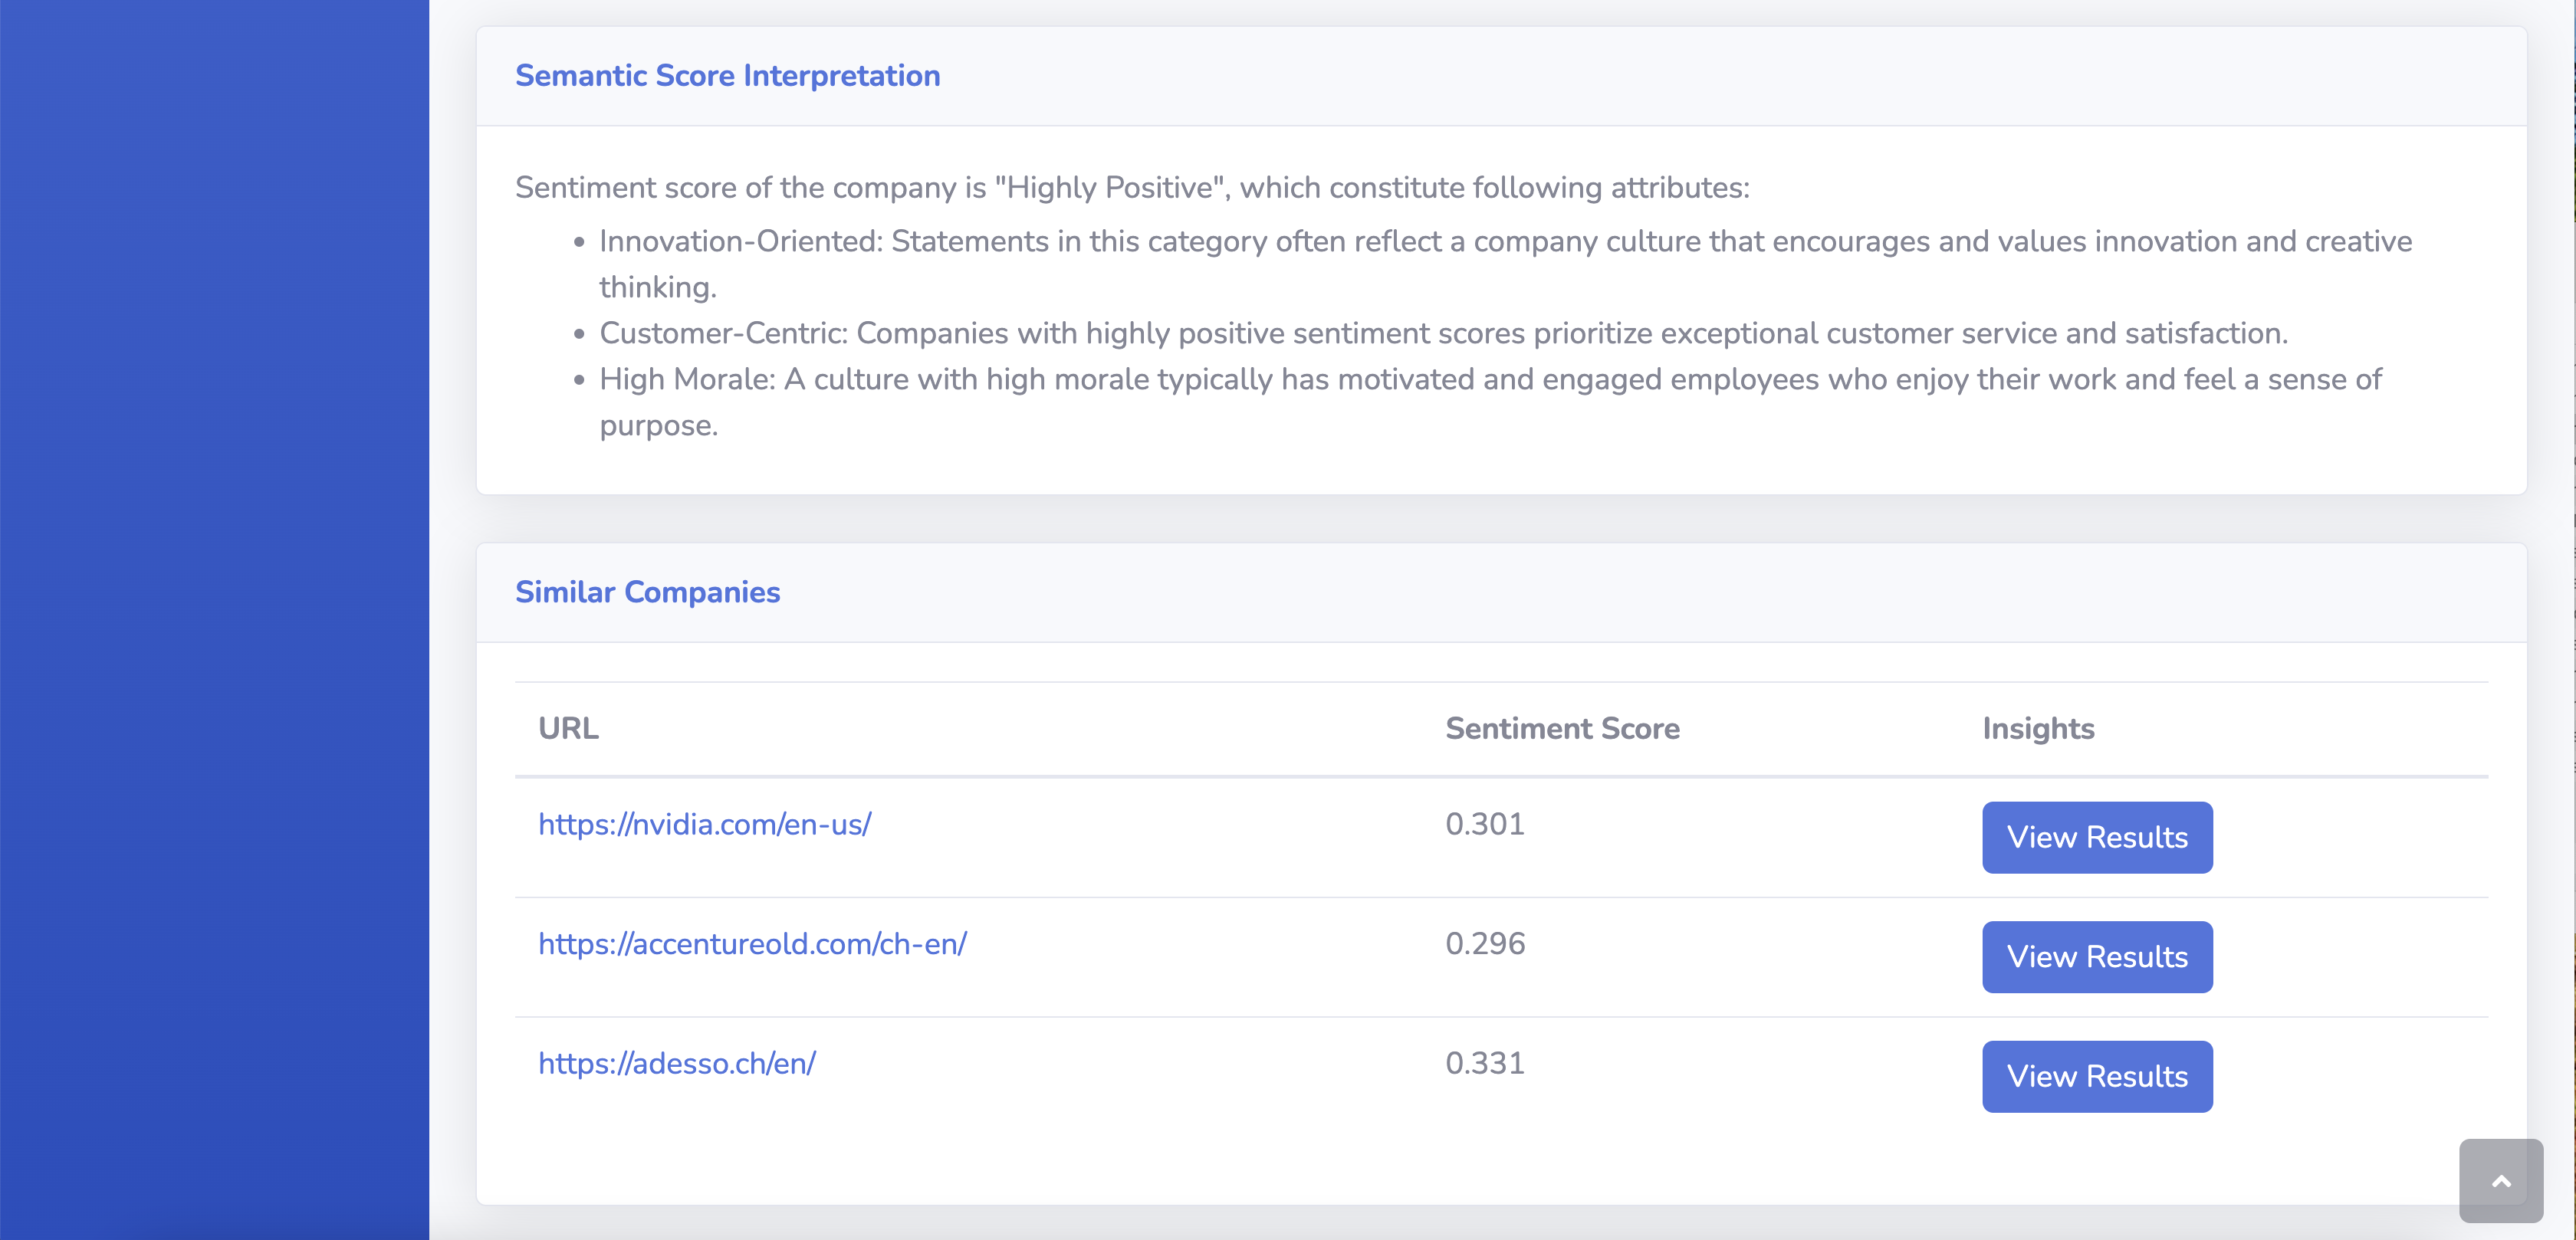 Semantic Score Interpretation
Sentiment score of the company is "Highly Positive", which constitute following attributes:
• Innovation-Oriented: Statements in this category often reflect a company culture that encourages and values innovation and creative
thinking.
• Customer-Centric: Companies with highly positive sentiment scores prioritize exceptional customer service and satisfaction.
• High Morale: A culture with high morale typically has motivated and engaged employees who enjoy their work and feel a sense of
purpose.
Similar Companies
URL Sentiment Score Insights
https://nvidia.com/en-us/ 0.301 View Results
https://accentureold.com/ch-en/ 0.296 View Results
https://adesso.ch/en/ 0.331 View Results